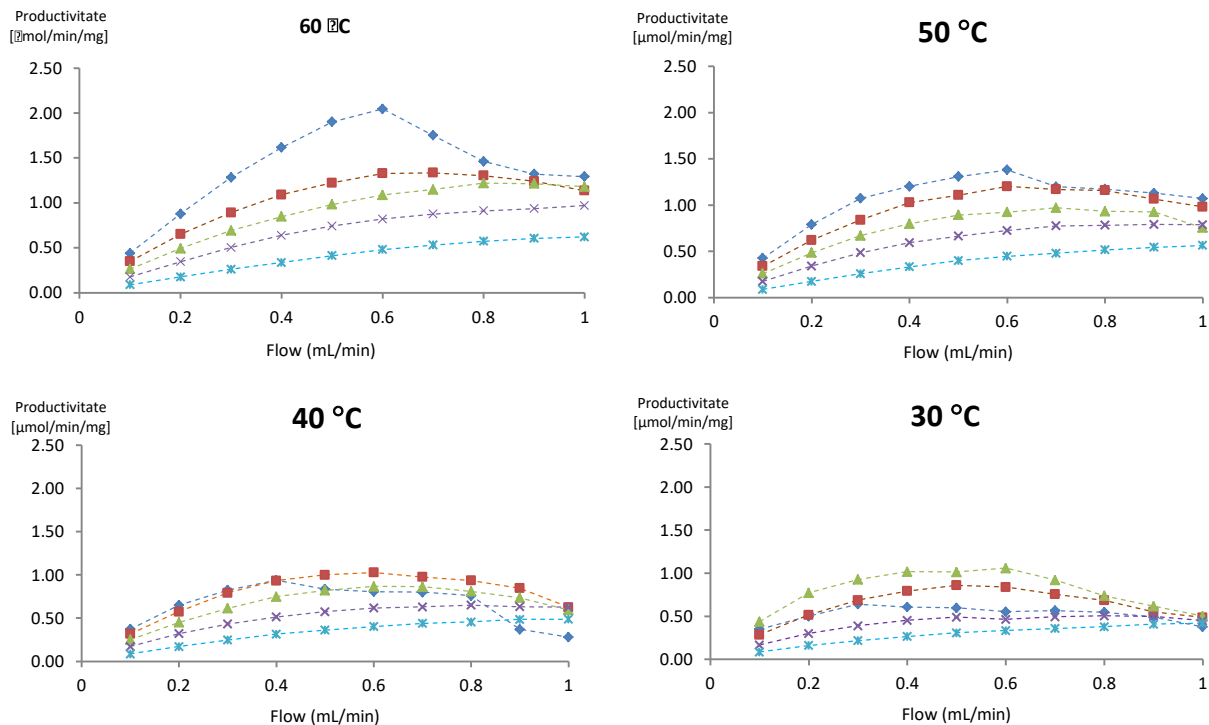 Productivitate
[�mol/min/mg]
60 �C
2.50
2.00
1.50
1.00
0.50
0.00
0 0.2 0.4 0.6 0.8 1
Flow (mL/min)
Productivitate
[µmol/min/mg]
50 °C
2.50
2.00
1.50
1.00
0.50
0.00
0 0.2 0.4 0.6 0.8 1
Flow (mL/min)
Productivitate
[µmol/min/mg]
40 °C
2.50
2.00
1.50
1.00
0.50
0.00
0 0.2 0.4 0.6 0.8 1
Flow (mL/min)
Productivitate
[µmol/min/mg]
30 °C
2.50
2.00
1.50
1.00
0.50
0.00
0 0.2 0.4 0.6 0.8 1
Flow (mL/min)